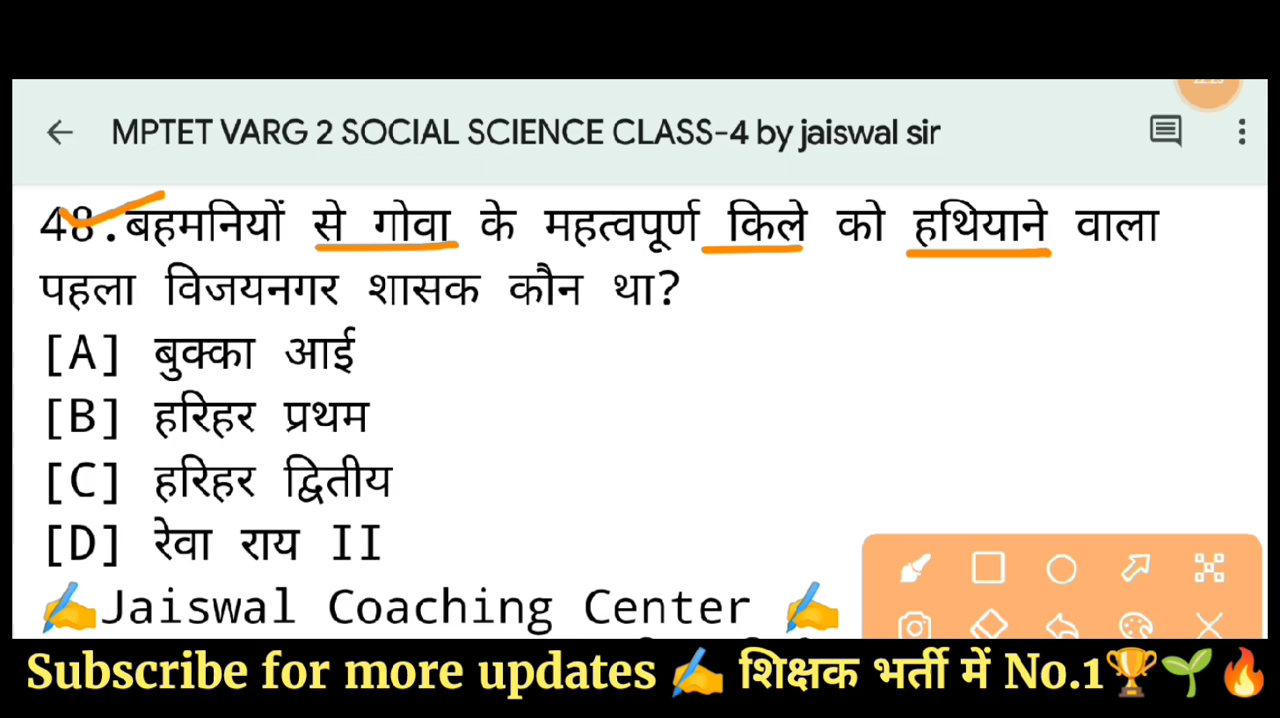 MPTET VARG 2 SOCIAL SCIENCE CLASS-4 by jaiswal sir
48.बहमनियों से गोवा के महत्वपूर्ण किले को हथियाने वाला
पहला विजयनगर शासक कौन था?
[A] बुक्का आई
[B] हरिहर प्रथम
[C] हरिहर द्वितीय
[D] रेवा राय II
✍️Jaiswal Coaching Center ✍️
Subscribe for more updates ✍️ शिक्षक भर्ती में No.1🏆🌱🔥